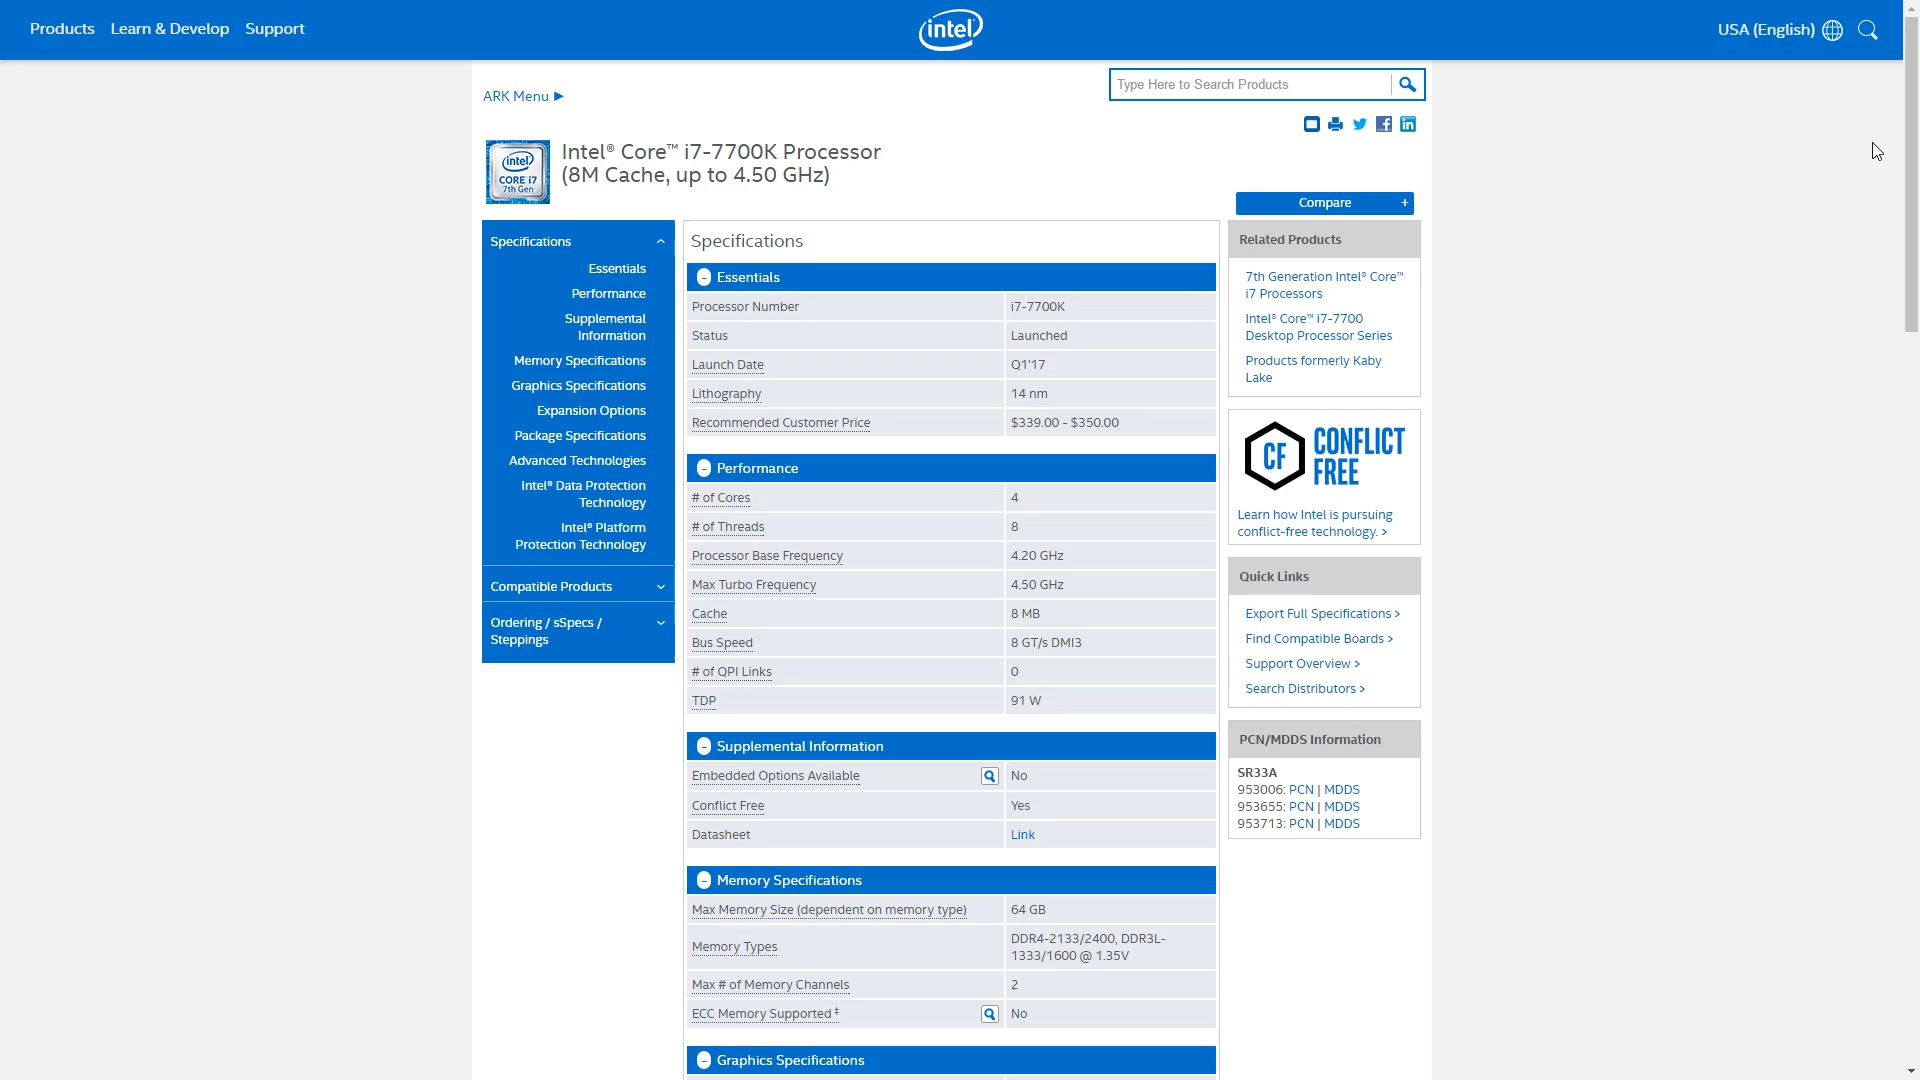 Products Learn & Develop Support
intel
USA (English)
Type Here to Search Products
ARK Menu ►
intel
CORE i7
7th Gen
Intel® Core™ i7-7700K Processor
(8M Cache, up to 4.50 GHz)
Compare +
Specifications
Essentials
Performance
Supplemental
Information
Memory Specifications
Graphics Specifications
Expansion Options
Package Specifications
Advanced Technologies
Intel® Data Protection
Technology
Intel® Platform
Protection Technology
Compatible Products
Ordering / sSpecs /
Steppings
Specifications
- Essentials
Processor Number i7-7700K
Status Launched
Launch Date Q1'17
Lithography 14 nm
Recommended Customer Price $339.00 - $350.00
- Performance
# of Cores 4
# of Threads 8
Processor Base Frequency 4.20 GHz
Max Turbo Frequency 4.50 GHz
Cache 8 MB
Bus Speed 8 GT/s DMI3
# of QPI Links 0
TDP 91 W
- Supplemental Information
Embedded Options Available No
Conflict Free Yes
Datasheet Link
- Memory Specifications
Max Memory Size (dependent on memory type) 64 GB
Memory Types DDR4-2133/2400, DDR3L-
1333/1600 @ 1.35V
Max # of Memory Channels 2
ECC Memory Supported ‡ No
- Graphics Specifications
Related Products
7th Generation Intel® Core™
i7 Processors
Intel® Core™ i7-7700
Desktop Processor Series
Products formerly Kaby
Lake
CF CONFLICT
FREE
Learn how Intel is pursuing
conflict-free technology. >
Quick Links
Export Full Specifications >
Find Compatible Boards >
Support Overview >
Search Distributors >
PCN/MDDS Information
SR33A
953006: PCN | MDDS
953655: PCN | MDDS
953713: PCN | MDDS